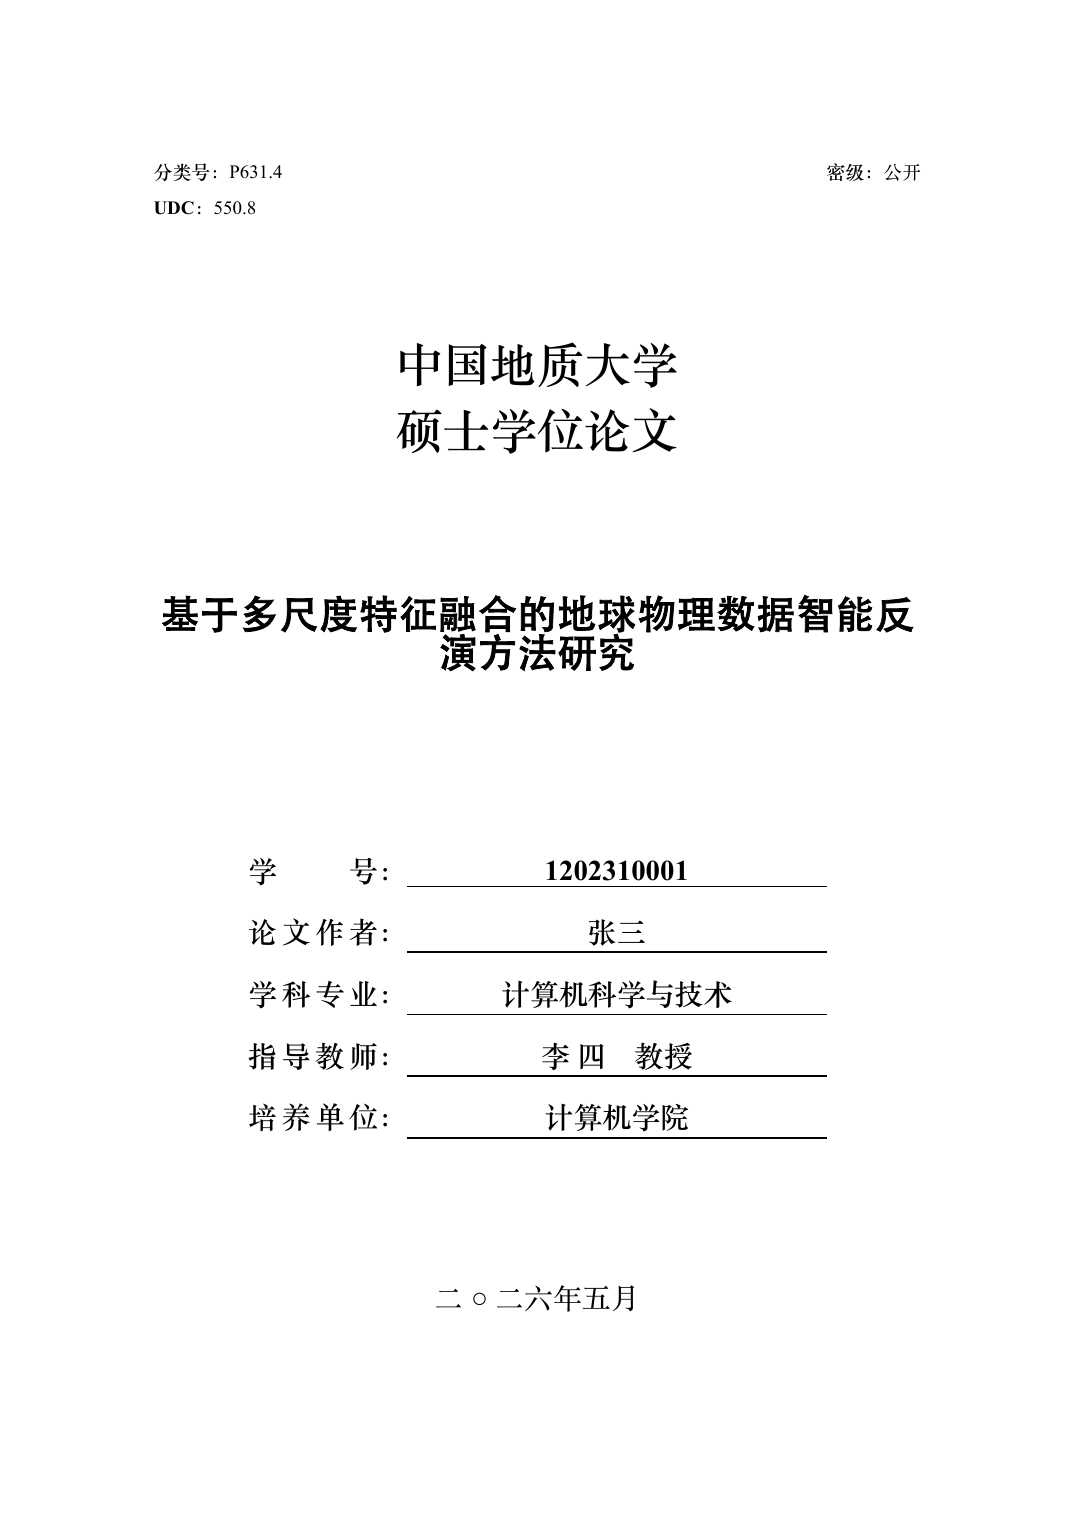 分类号：P631.4 密级：公开
UDC：550.8
中国地质大学
硕士学位论文
基于多尺度特征融合的地球物理数据智能反
演方法研究
学 号： 1202310001
论文作者： 张三
学科专业： 计算机科学与技术
指导教师： 李 四 教授
培养单位： 计算机学院
二 ○ 二六年五月